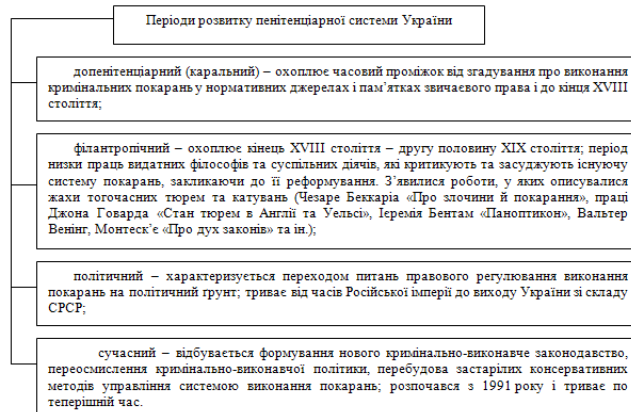 Періоди розвитку пенітенціарної системи України
допенітенціарний (каральний) – охоплює часовий проміжок від згадування про виконання
кримінальних покарань у нормативних джерелах і пам’ятках звичаєвого права і до кінця XVIII
століття;
філантропічний – охоплює кінець XVIII століття – другу половину XIX століття; період
низки праць видатних філософів та суспільних діячів, які критикують та засуджують існуючу
систему покарань, закликаючи до її реформування. З’явилися роботи, у яких описувалися
жахи тогочасних тюрем та катувань (Чезаре Беккаріа «Про злочини й покарання», праці
Джона Говарда «Стан тюрем в Англії та Уельсі», Ієремія Бентам «Паноптикон», Вальтер
Венінг, Монтеск’є «Про дух законів» та ін.);
політичний – характеризується переходом питань правового регулювання виконання
покарань на політичний ґрунт; триває від часів Російської імперії до виходу України зі складу
СРСР;
сучасний – відбувається формування нового кримінально-виконавче законодавство,
переосмислення кримінально-виконавчої політики, перебудова застарілих консервативних
методів управління системою виконання покарань; розпочався з 1991 року і триває по
теперішній час.